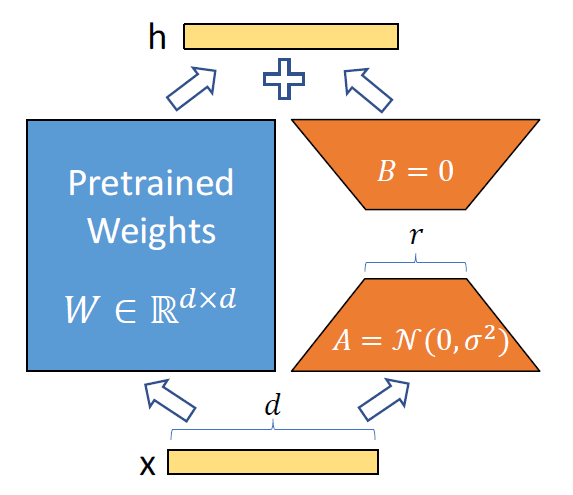 h
Pretrained
Weights
W ∈ ℝ^{d×d}
B = 0
r
A = 𝒩(0, σ²)
d
x